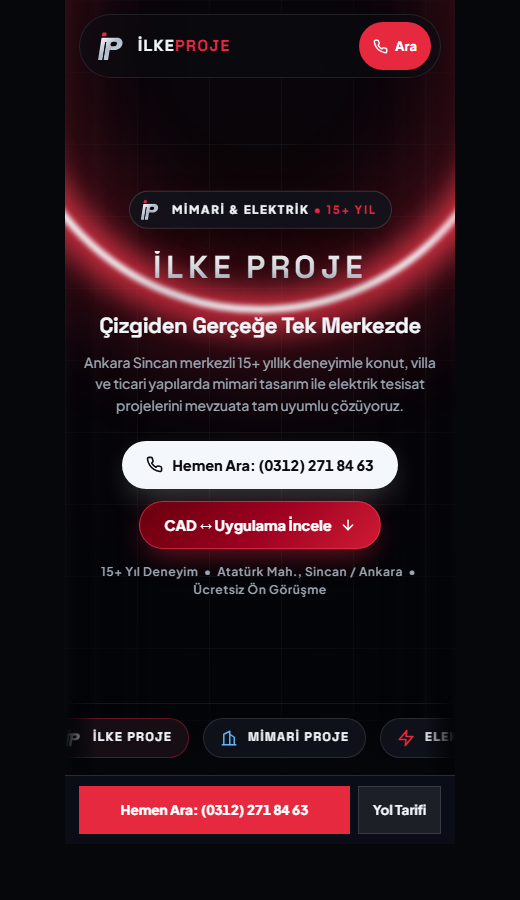 İP İLKEPROJE
Ara
İP MİMARİ & ELEKTRİK • 15+ YIL
İLKE PROJE
Çizgiden Gerçeğe Tek Merkezde
Ankara Sincan merkezli 15+ yıllık deneyimle konut, villa
ve ticari yapılarda mimari tasarım ile elektrik tesisat
projelerini mevzuata tam uyumlu çözüyoruz.
Hemen Ara: (0312) 271 84 63
CAD ↔ Uygulama İncele ↓
15+ Yıl Deneyim • Atatürk Mah., Sincan / Ankara •
Ücretsiz Ön Görüşme
İLKE PROJE
MİMARİ PROJE
Hemen Ara: (0312) 271 84 63
Yol Tarifi